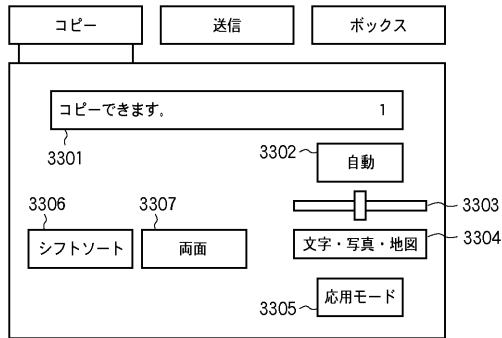 コピー
送信
ボックス
コピーできます。 1
3301
3302
自動
3303
3306
3307
シフトソート
両面
文字・写真・地図
3304
応用モード
3305